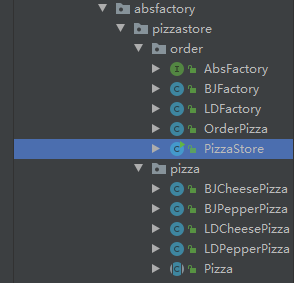 absfactory
pizzastore
order
AbsFactory
BJFactory
LDFactory
OrderPizza
PizzaStore
pizza
BJCheesePizza
BJPepperPizza
LDCheesePizza
LDPepperPizza
Pizza